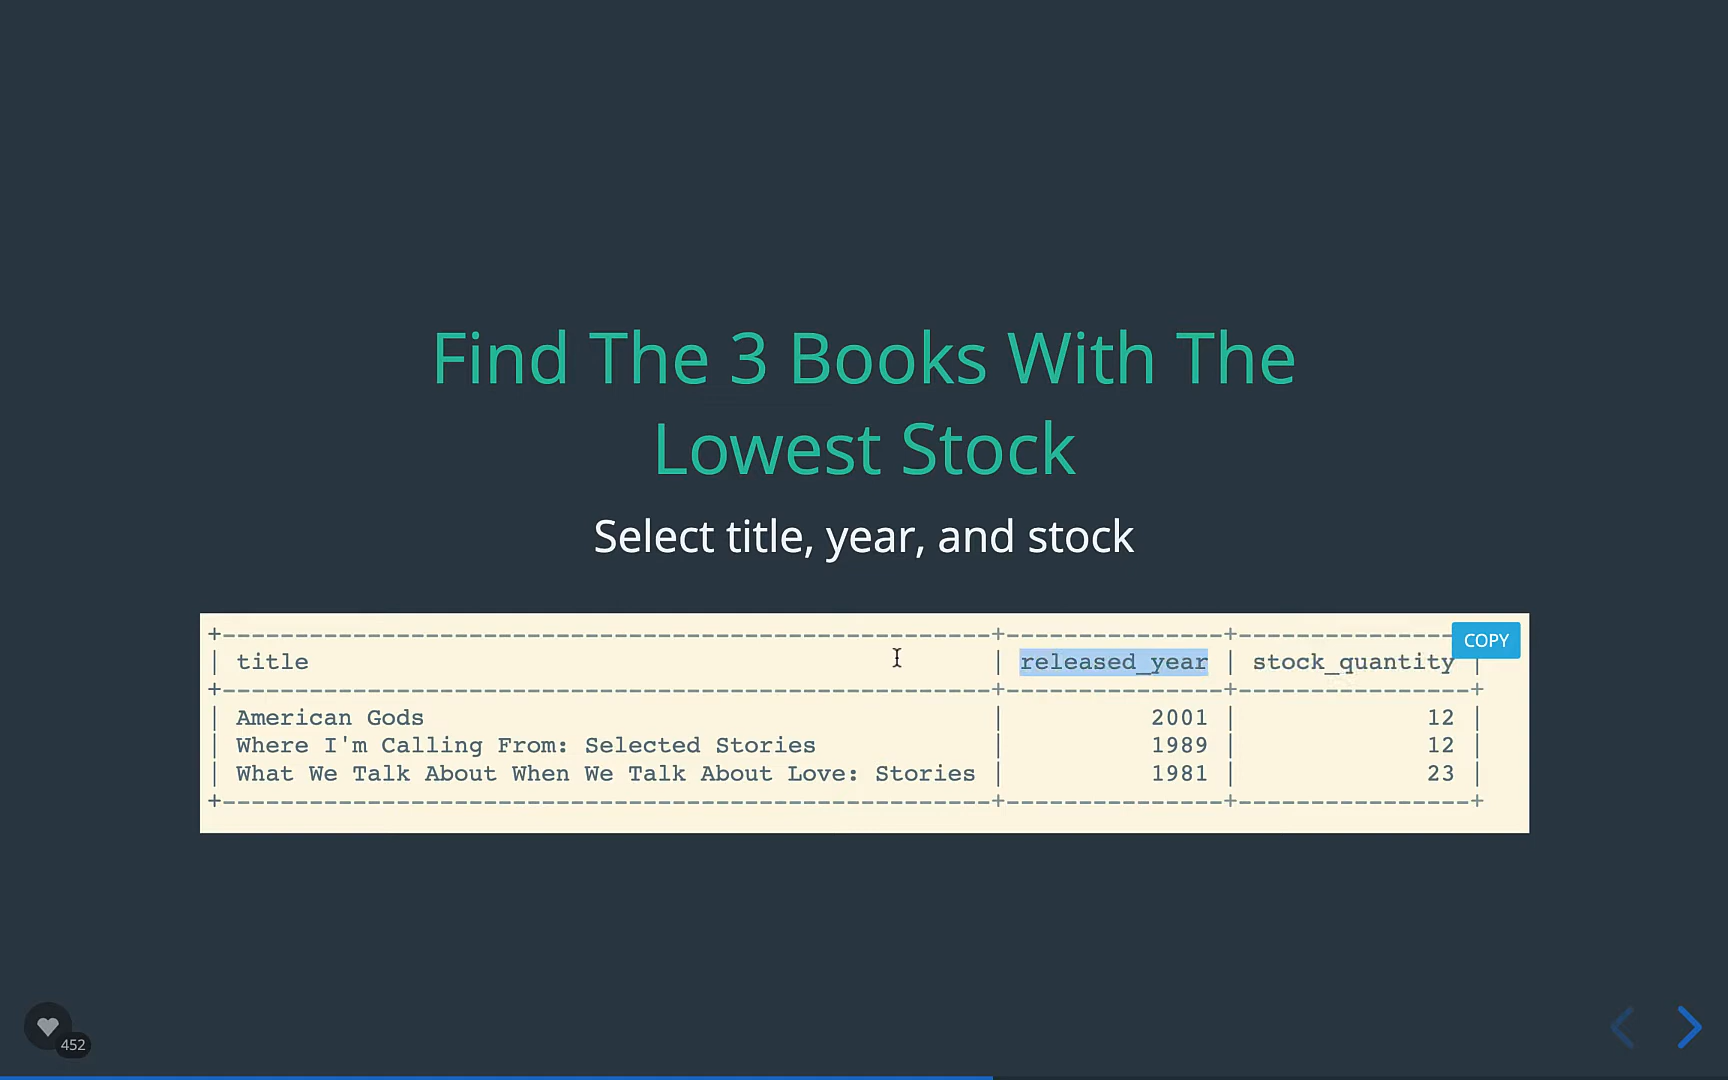 Find The 3 Books With The
Lowest Stock
Select title, year, and stock
+-----------------------------------------------------+---------------+----------------
COPY
| title                                               | released_year | stock_quantity |
+-----------------------------------------------------+---------------+----------------+
| American Gods                                       |          2001 |             12 |
| Where I'm Calling From: Selected Stories            |          1989 |             12 |
| What We Talk About When We Talk About Love: Stories |          1981 |             23 |
+-----------------------------------------------------+---------------+----------------+
452